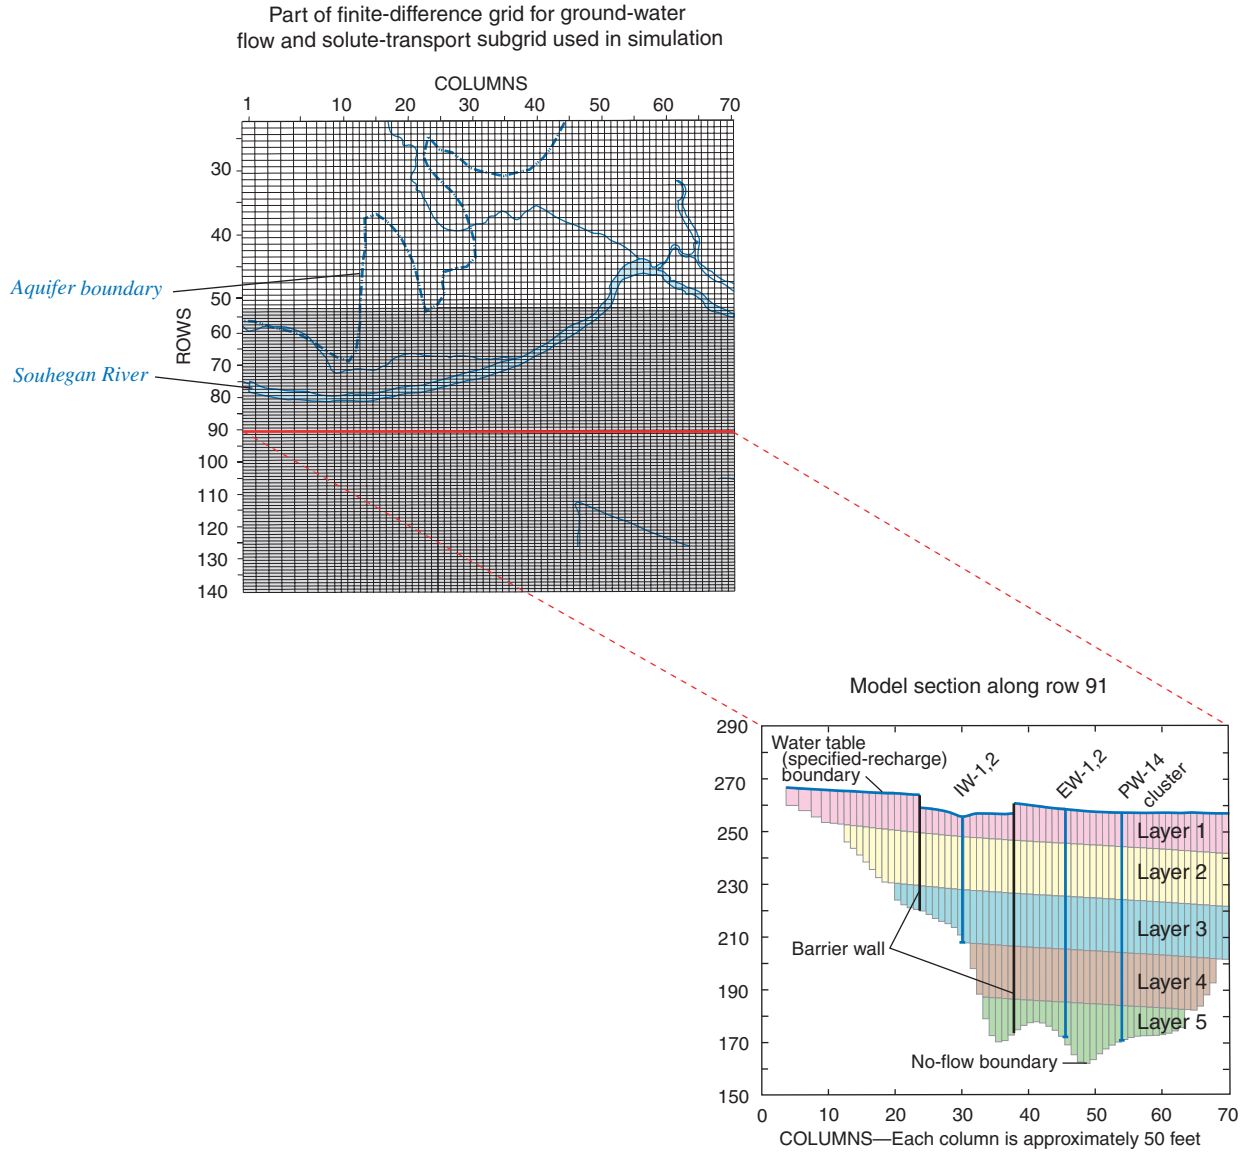 Part of finite-difference grid for ground-water
flow and solute-transport subgrid used in simulation
COLUMNS
1 10 20 30 40 50 60 70
ROWS
30
40
50
60
70
80
90
100
110
120
130
140
Aquifer boundary
Souhegan River
Model section along row 91
290
270
250
230
210
190
170
150
Water table
(specified-recharge)
boundary
IW-1,2
EW-1,2
PW-14
cluster
Layer 1
Layer 2
Layer 3
Layer 4
Layer 5
Barrier wall
No-flow boundary
0 10 20 30 40 50 60 70
COLUMNS—Each column is approximately 50 feet